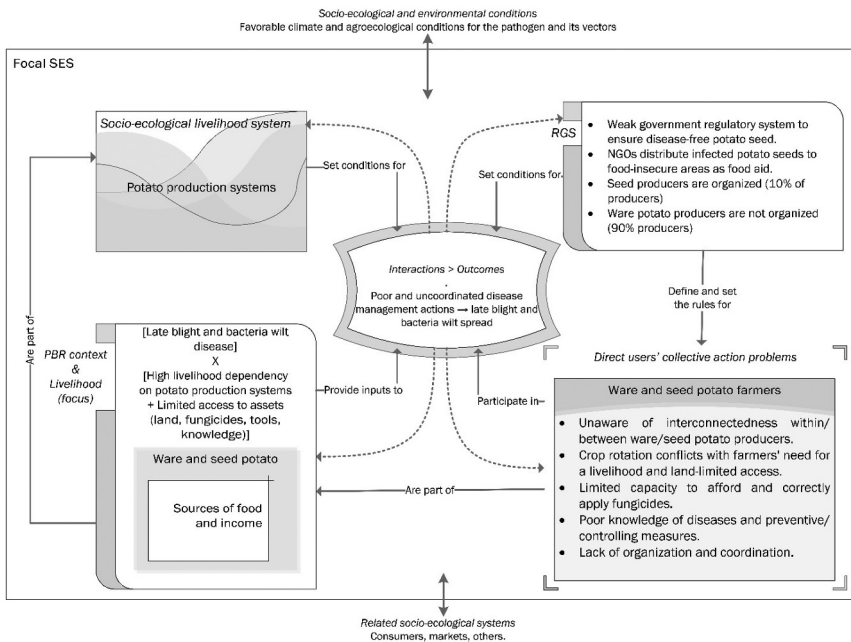 Socio-ecological and environmental conditions
Favorable climate and agroecological conditions for the pathogen and its vectors
Focal SES
Socio-ecological livelihood system
Potato production systems
Set conditions for
Set conditions for
RGS
• Weak government regulatory system to
ensure disease-free potato seed.
• NGOs distribute infected potato seeds to
food-insecure areas as food aid.
• Seed producers are organized (10% of
producers)
• Ware potato producers are not organized
(90% producers)
Interactions > Outcomes
.
Poor and uncoordinated disease
management actions → late blight and
bacteria wilt spread
Define and set
the rules for
Are part of
PBR context
&
Livelihood
(focus)
[Late blight and bacteria wilt
disease]
X
[High livelihood dependency
on potato production systems
+ Limited access to assets
(land, fungicides, tools,
knowledge)]
Ware and seed potato
Sources of food
and income
Provide inputs to
Participate in
Are part of
Direct users' collective action problems
Ware and seed potato farmers
• Unaware of interconnectedness within/
between ware/seed potato producers.
• Crop rotation conflicts with farmers' need for
a livelihood and land-limited access.
• Limited capacity to afford and correctly
apply fungicides.
• Poor knowledge of diseases and preventive/
controlling measures.
• Lack of organization and coordination.
Related socio-ecological systems
Consumers, markets, others.